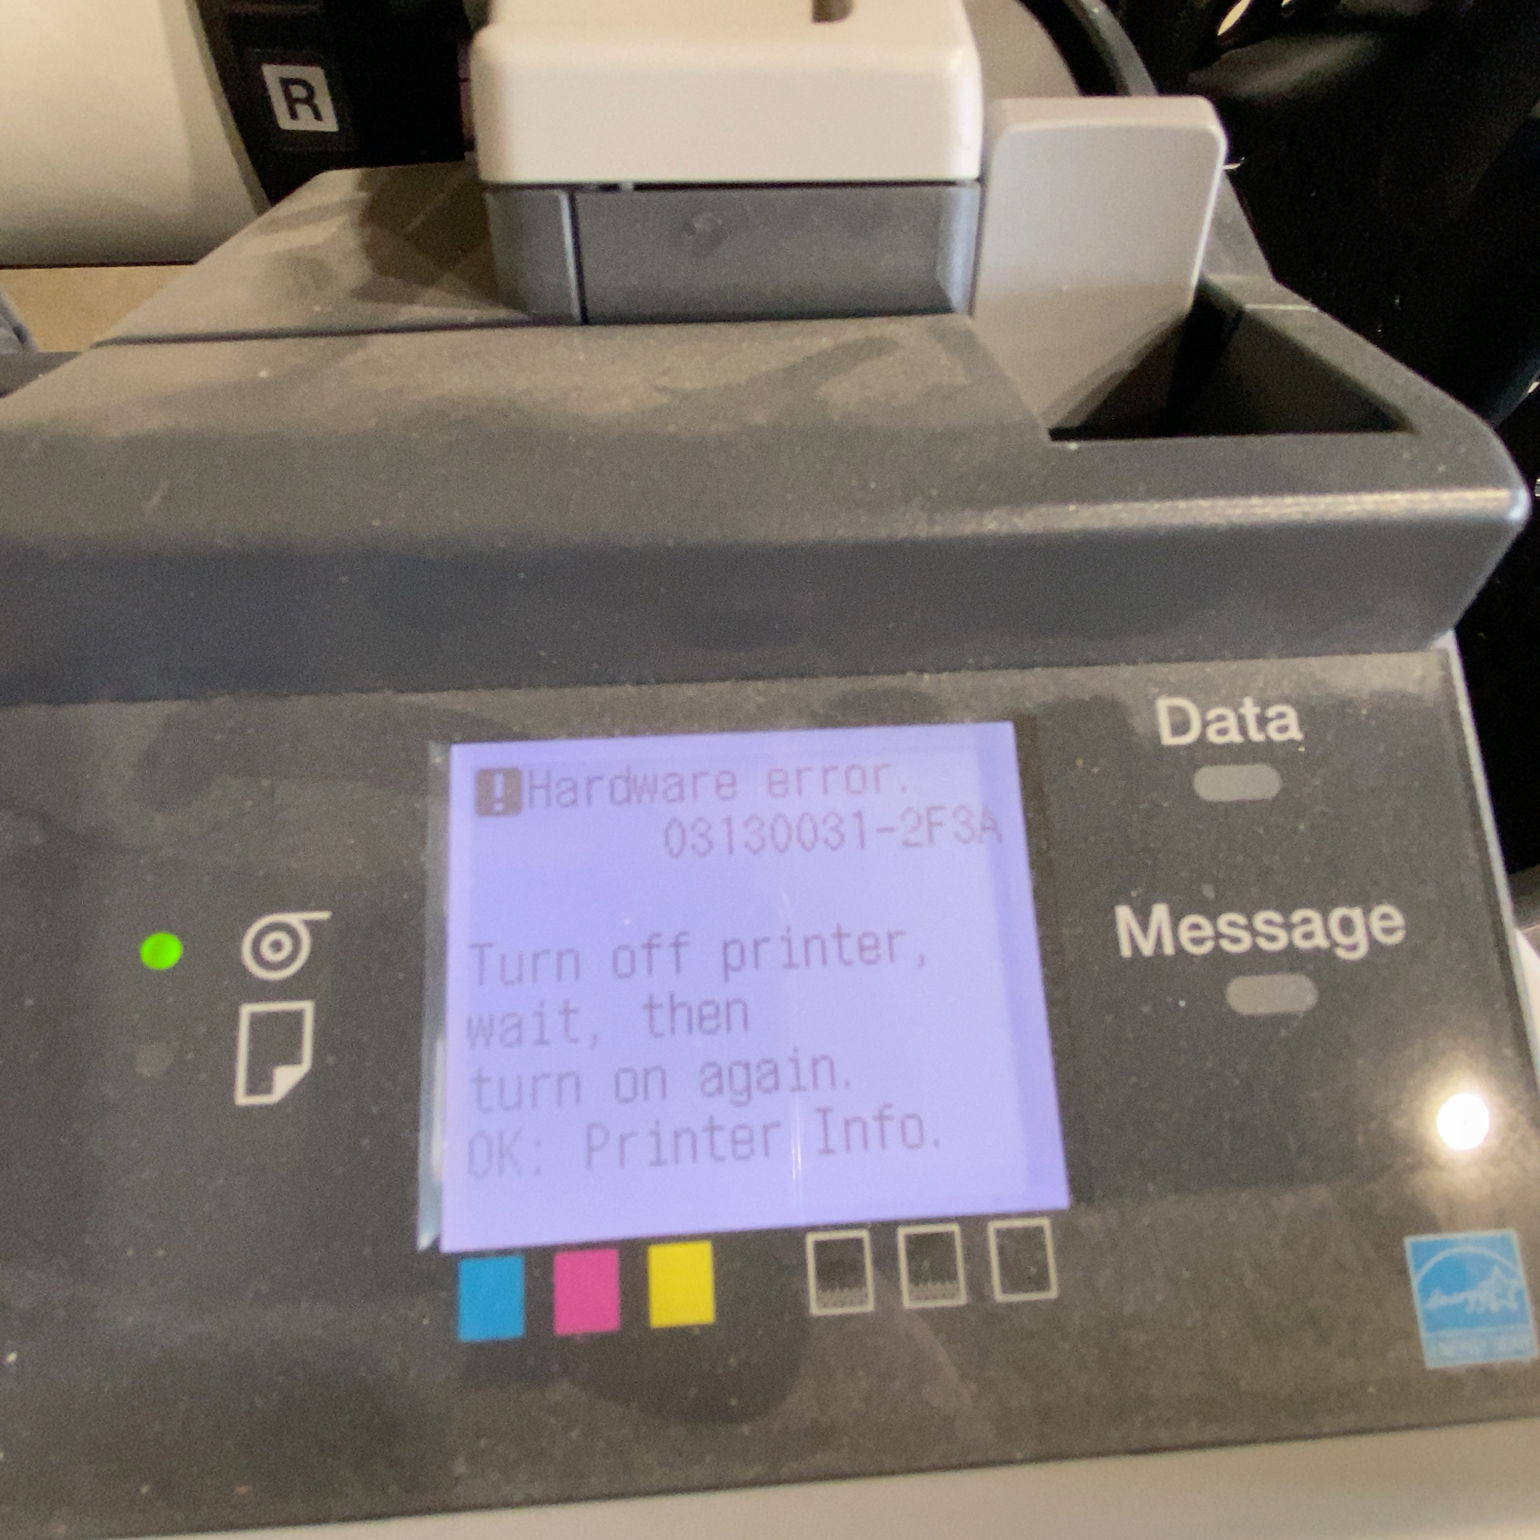 R
Data
Hardware error.
03130031-2F3A
Turn off printer,
wait, then
turn on again.
OK: Printer Info.
Message